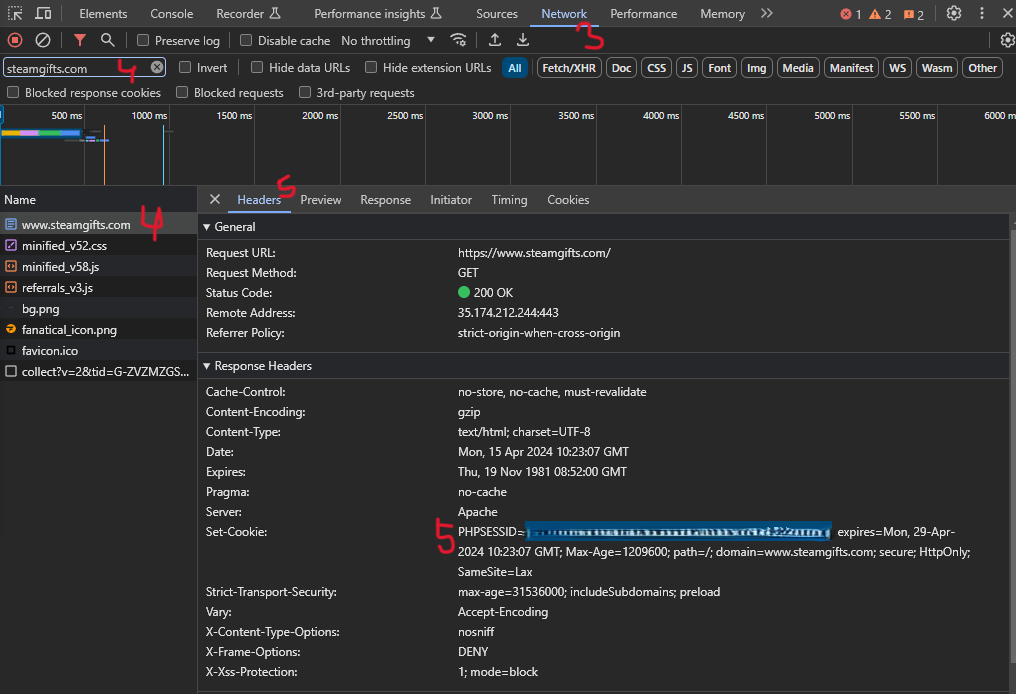 Elements Console Recorder Performance insights Sources Network Performance Memory 1 2 2
3
Preserve log Disable cache No throttling
steamgifts.com 4 Invert Hide data URLs Hide extension URLs All Fetch/XHR Doc CSS JS Font Img Media Manifest WS Wasm Other
Blocked response cookies Blocked requests 3rd-party requests
500 ms 1000 ms 1500 ms 2000 ms 2500 ms 3000 ms 3500 ms 4000 ms 4500 ms 5000 ms 5500 ms 6000 m
5
Name Headers Preview Response Initiator Timing Cookies
www.steamgifts.com 4
minified_v52.css
minified_v58.js
referrals_v3.js
bg.png
fanatical_icon.png
favicon.ico
collect?v=2&tid=G-ZVZMZGS...
General
Request URL: https://www.steamgifts.com/
Request Method: GET
Status Code: 200 OK
Remote Address: 35.174.212.244:443
Referrer Policy: strict-origin-when-cross-origin
Response Headers
Cache-Control: no-store, no-cache, must-revalidate
Content-Encoding: gzip
Content-Type: text/html; charset=UTF-8
Date: Mon, 15 Apr 2024 10:23:07 GMT
Expires: Thu, 19 Nov 1981 08:52:00 GMT
Pragma: no-cache
Server: Apache
Set-Cookie: 5 PHPSESSID= expires=Mon, 29-Apr-
2024 10:23:07 GMT; Max-Age=1209600; path=/; domain=www.steamgifts.com; secure; HttpOnly;
SameSite=Lax
Strict-Transport-Security: max-age=31536000; includeSubdomains; preload
Vary: Accept-Encoding
X-Content-Type-Options: nosniff
X-Frame-Options: DENY
X-Xss-Protection: 1; mode=block